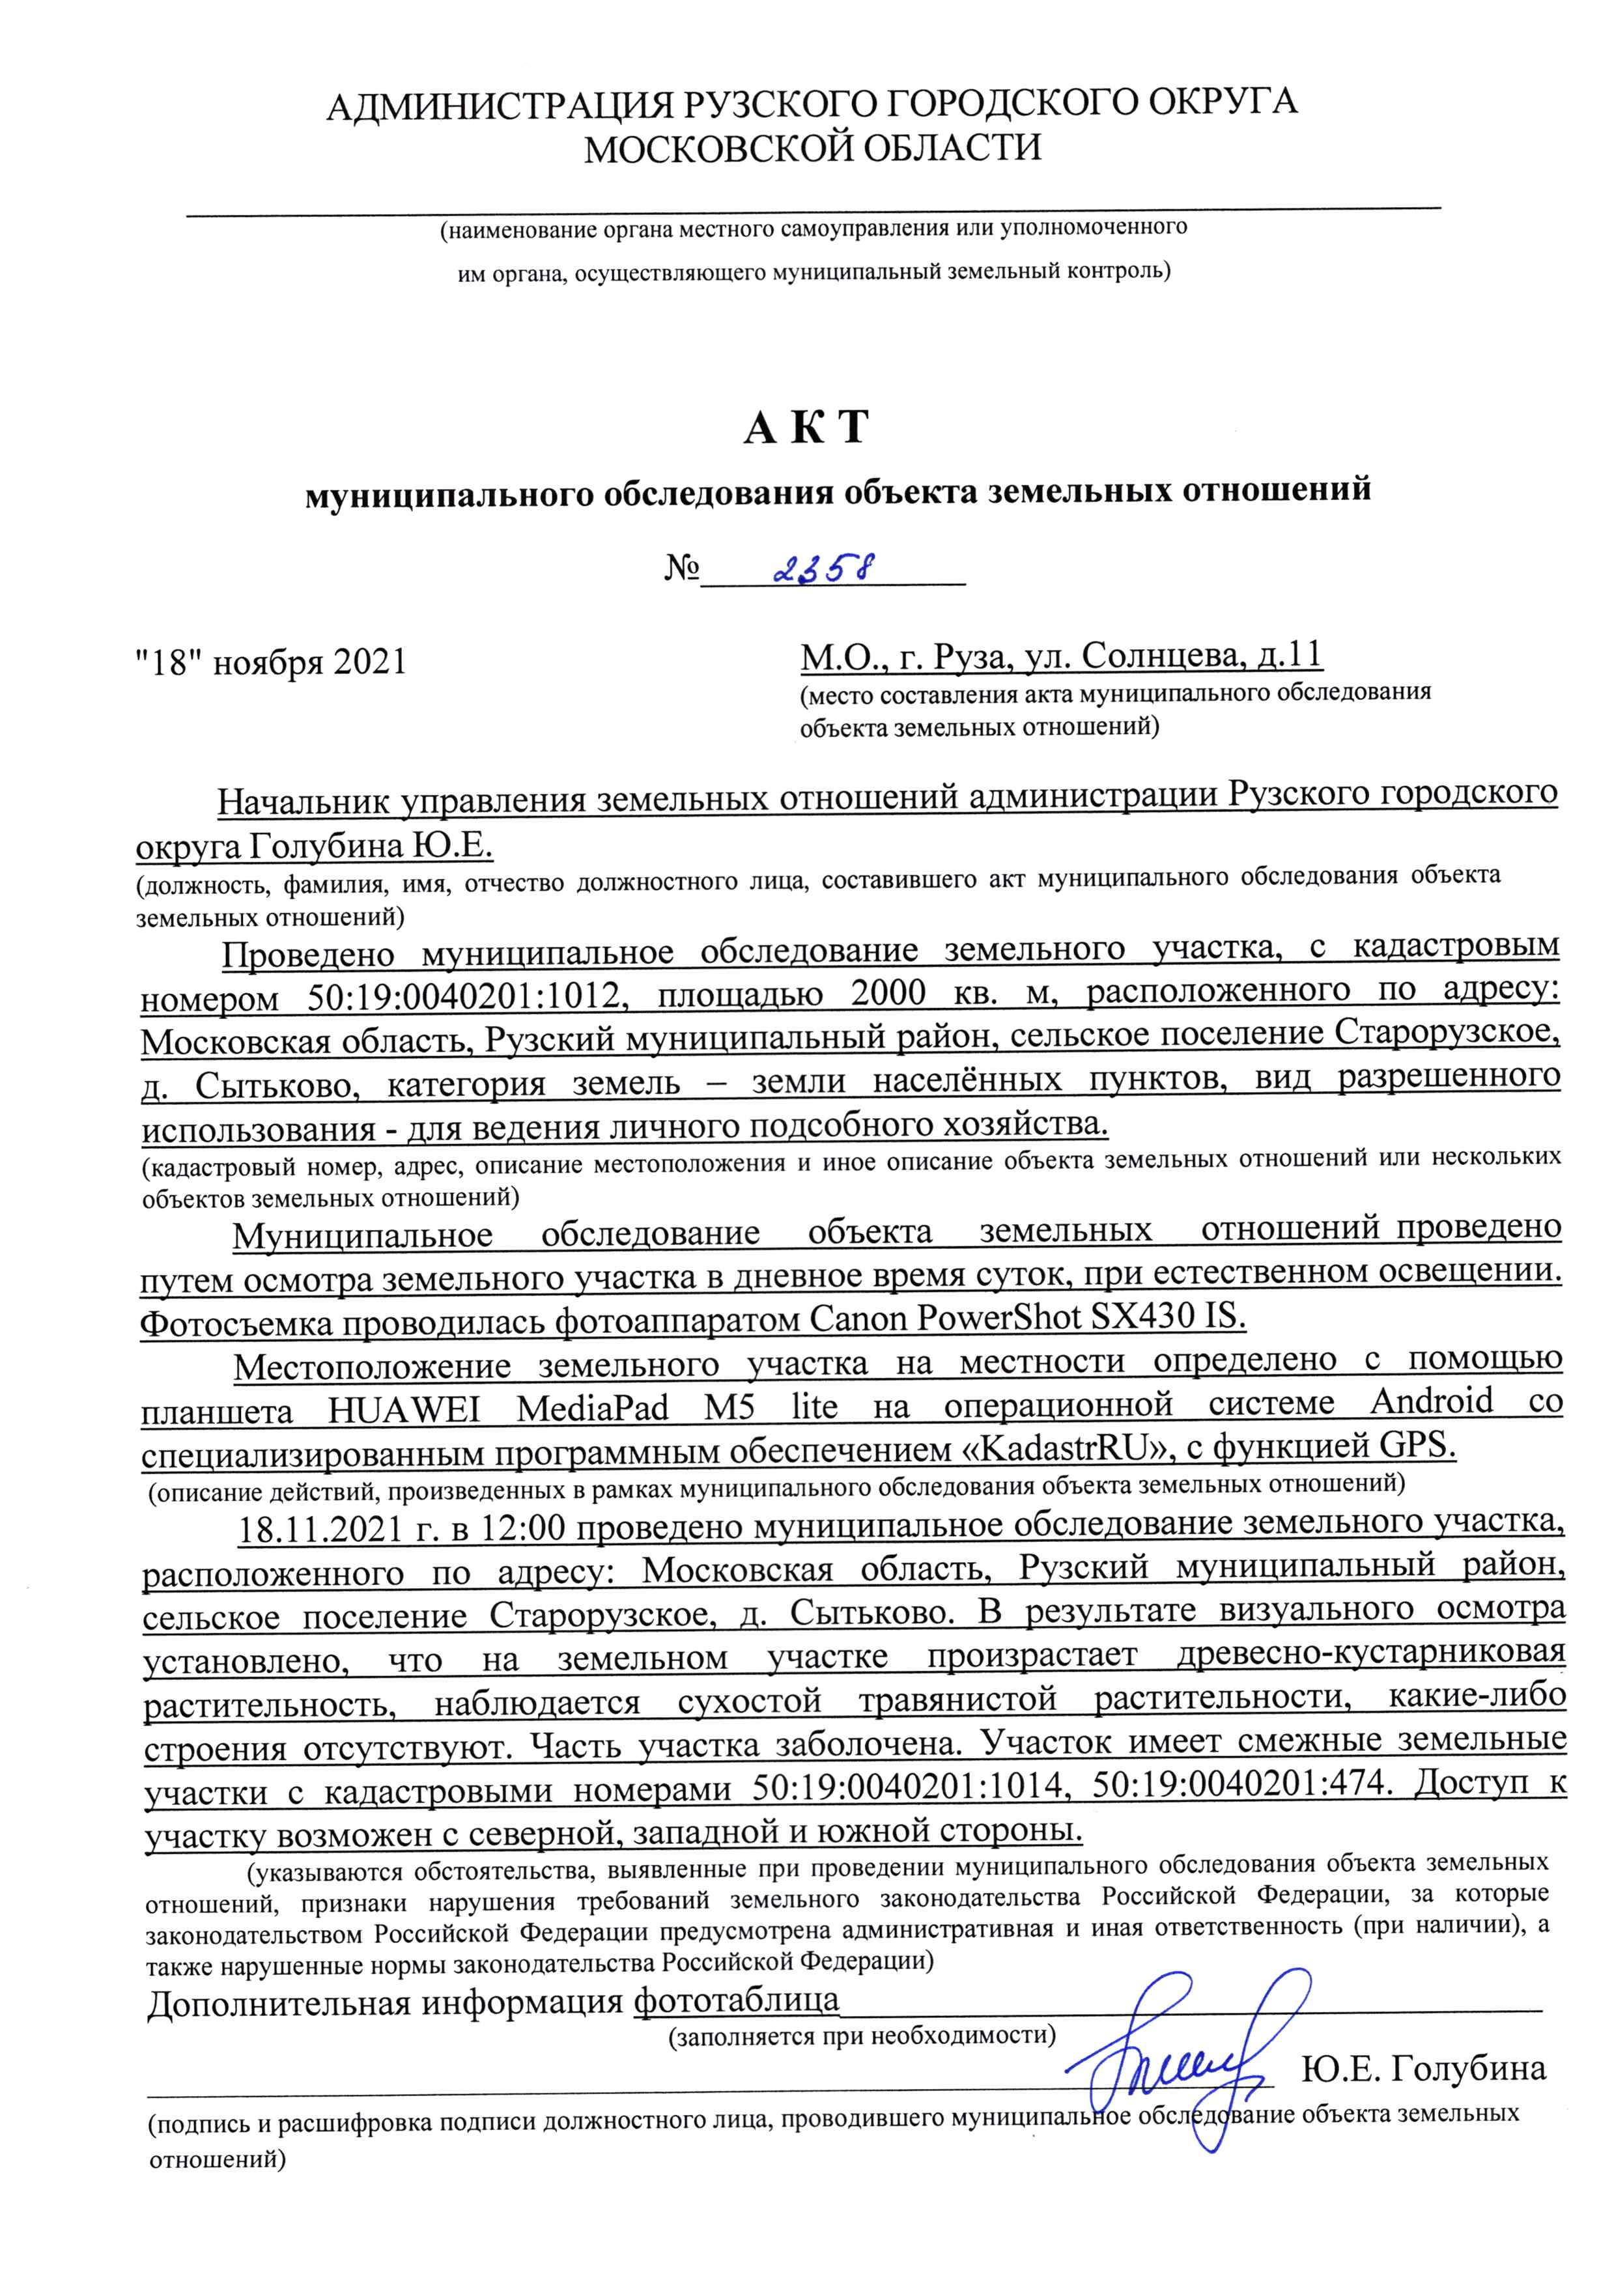 АДМИНИСТРАЦИЯ РУЗСКОГО ГОРОДСКОГО ОКРУГА
МОСКОВСКОЙ ОБЛАСТИ
(наименование органа местного самоуправления или уполномоченного
им органа, осуществляющего муниципальный земельный контроль)
А К Т
муниципального обследования объекта земельных отношений
№ 2358
"18" ноября 2021
М.О., г. Руза, ул. Солнцева, д.11
(место составления акта муниципального обследования
объекта земельных отношений)
Начальник управления земельных отношений администрации Рузского городского
округа Голубина Ю.Е.
(должность, фамилия, имя, отчество должностного лица, составившего акт муниципального обследования объекта
земельных отношений)
Проведено муниципальное обследование земельного участка, с кадастровым
номером 50:19:0040201:1012, площадью 2000 кв. м, расположенного по адресу:
Московская область, Рузский муниципальный район, сельское поселение Старорузское,
д. Сытьково, категория земель – земли населённых пунктов, вид разрешенного
использования - для ведения личного подсобного хозяйства.
(кадастровый номер, адрес, описание местоположения и иное описание объекта земельных отношений или нескольких
объектов земельных отношений)
Муниципальное обследование объекта земельных отношений проведено
путем осмотра земельного участка в дневное время суток, при естественном освещении.
Фотосъемка проводилась фотоаппаратом Canon PowerShot SX430 IS.
Местоположение земельного участка на местности определено с помощью
планшета HUAWEI MediaPad M5 lite на операционной системе Android со
специализированным программным обеспечением «KadastrRU», с функцией GPS.
(описание действий, произведенных в рамках муниципального обследования объекта земельных отношений)
18.11.2021 г. в 12:00 проведено муниципальное обследование земельного участка,
расположенного по адресу: Московская область, Рузский муниципальный район,
сельское поселение Старорузское, д. Сытьково. В результате визуального осмотра
установлено, что на земельном участке произрастает древесно-кустарниковая
растительность, наблюдается сухостой травянистой растительности, какие-либо
строения отсутствуют. Часть участка заболочена. Участок имеет смежные земельные
участки с кадастровыми номерами 50:19:0040201:1014, 50:19:0040201:474. Доступ к
участку возможен с северной, западной и южной стороны.
(указываются обстоятельства, выявленные при проведении муниципального обследования объекта земельных
отношений, признаки нарушения требований земельного законодательства Российской Федерации, за которые
законодательством Российской Федерации предусмотрена административная и иная ответственность (при наличии), а
также нарушенные нормы законодательства Российской Федерации)
Дополнительная информация фототаблица
(заполняется при необходимости)
Ю.Е. Голубина
(подпись и расшифровка подписи должностного лица, проводившего муниципальное обследование объекта земельных
отношений)